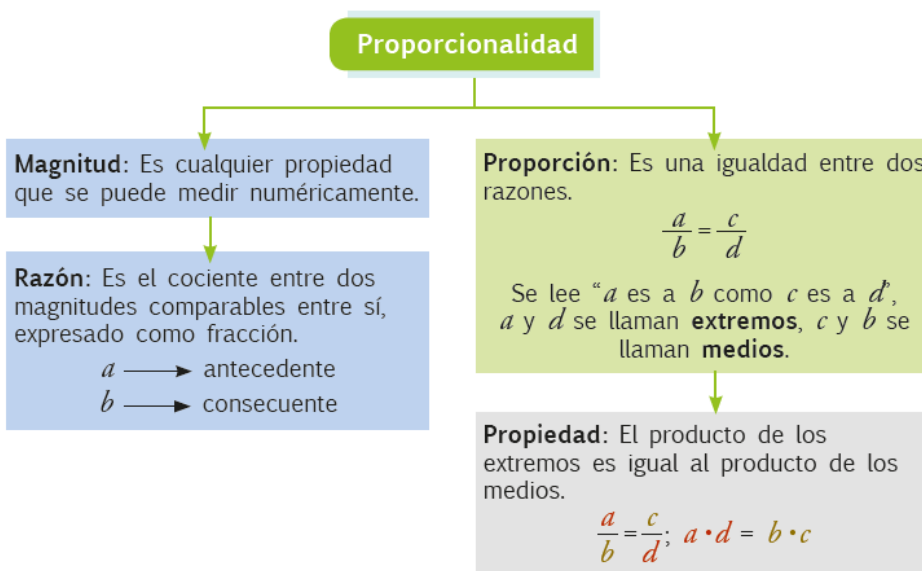 Proporcionalidad
Magnitud: Es cualquier propiedad
que se puede medir numéricamente.
Razón: Es el cociente entre dos
magnitudes comparables entre sí,
expresado como fracción.
a → antecedente
b → consecuente
Proporción: Es una igualdad entre dos
razones.
a/b = c/d
Se lee “a es a b como c es a d”,
a y d se llaman extremos, c y b se
llaman medios.
Propiedad: El producto de los
extremos es igual al producto de los
medios.
a/b = c/d; a · d = b · c